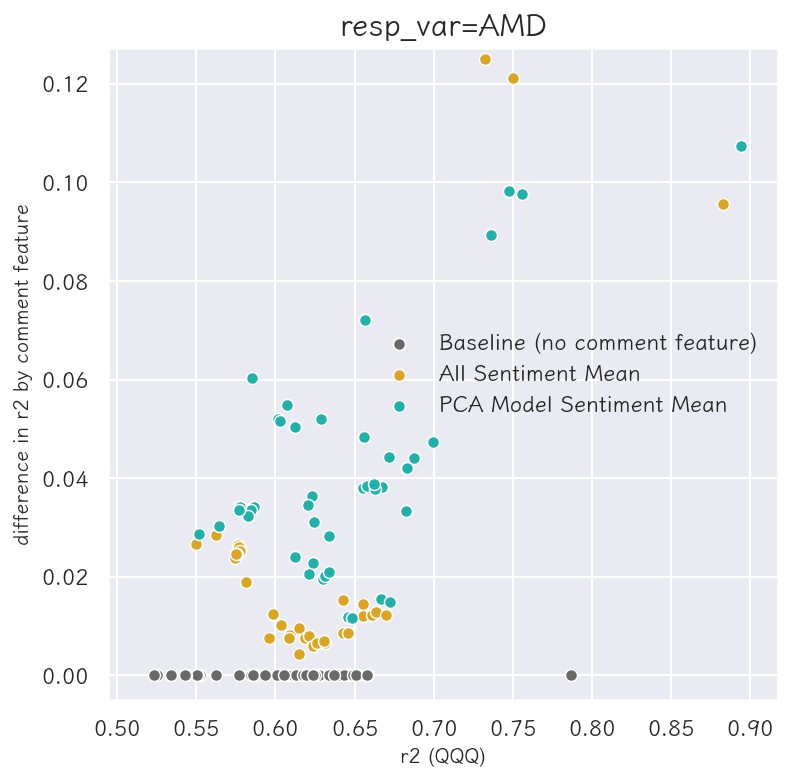 resp_var=AMD
difference in r2 by comment feature
0.12
0.10
0.08
0.06
0.04
0.02
0.00
Baseline (no comment feature)
All Sentiment Mean
PCA Model Sentiment Mean
0.50 0.55 0.60 0.65 0.70 0.75 0.80 0.85 0.90
r2 (QQQ)